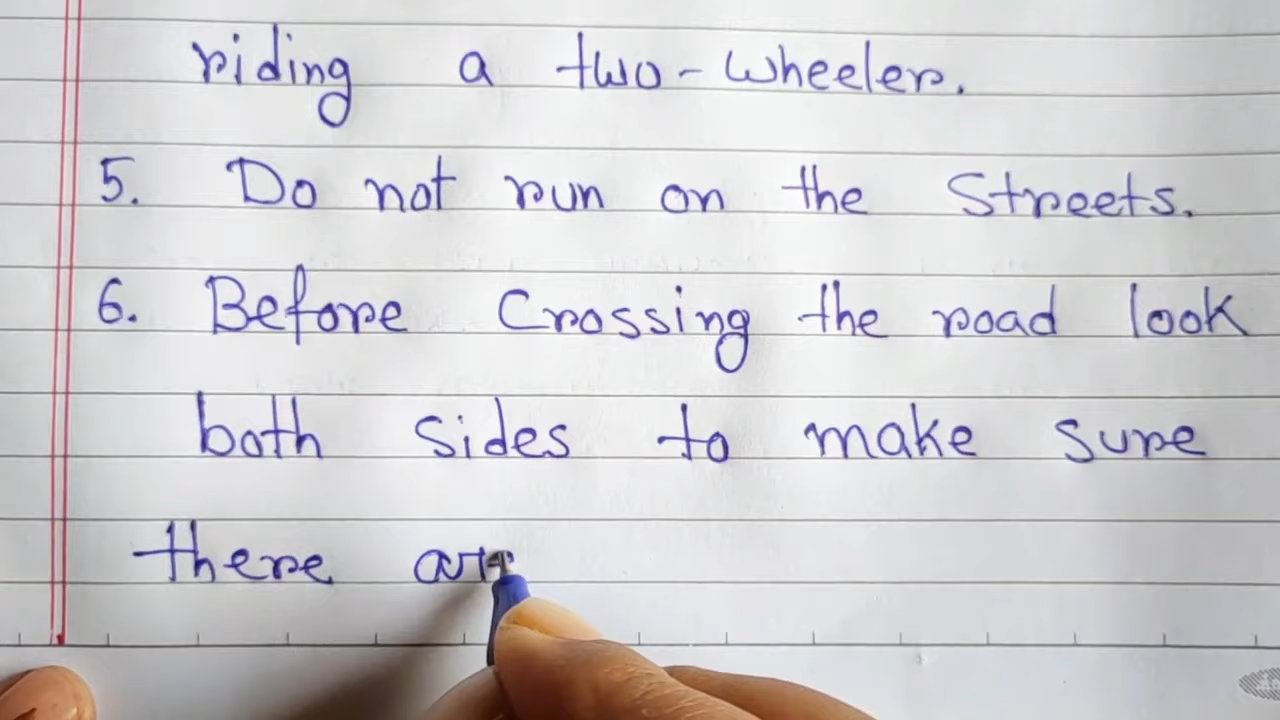 riding a two-wheeler.
5. Do not run on the Streets.
6. Before Crossing the road look
both sides to make sure
there are